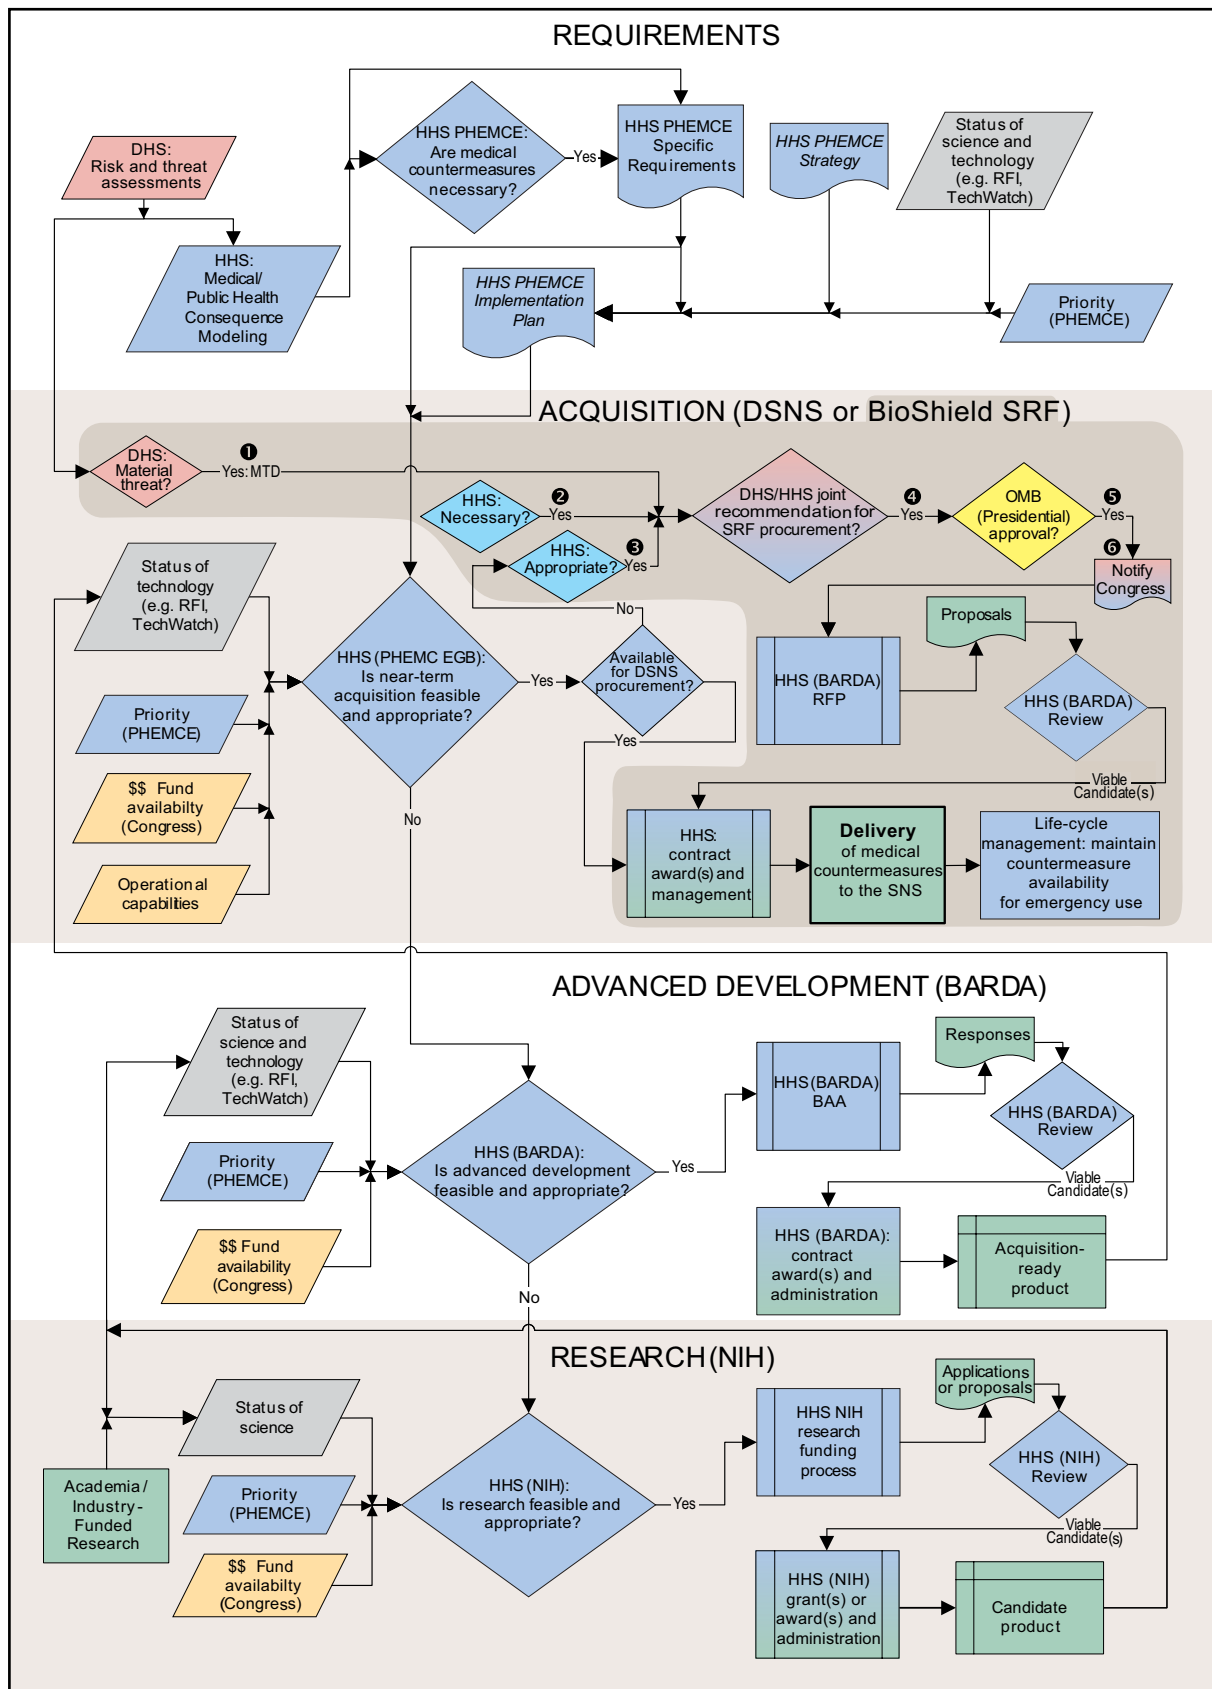 REQUIREMENTS
DHS:
Risk and threat
assessments
HHS PHEMCE:
Are medical
countermeasures
necessary?
Yes
HHS PHEMCE
Specific
Requirements
HHS PHEMCE
Strategy
Status of
science and
technology
(e.g. RFI,
TechWatch)
HHS:
Medical/
Public Health
Consequence
Modeling
HHS PHEMCE
Implementation
Plan
Priority
(PHEMCE)
ACQUISITION (DSNS or BioShield SRF)
DHS:
Material
threat?
❶
Yes: MTD
HHS:
Necessary?
❷
Yes
HHS:
Appropriate?
❸
Yes
DHS/HHS joint
recommendation for
SRF procurement?
❹
Yes
OMB
(Presidential)
approval?
❺
Yes
❻
Notify
Congress
Status of
technology
(e.g. RFI,
TechWatch)
Priority
(PHEMCE)
$$ Fund
availabilty
(Congress)
Operational
capabilities
HHS (PHEMC EGB):
Is near-term
acquisition feasible
and appropriate?
Yes
No
Available
for DSNS
procurement?
No
Yes
HHS (BARDA)
RFP
Proposals
HHS (BARDA)
Review
Viable
Candidate(s)
HHS:
contract
award(s) and
management
Delivery
of medical
countermeasures
to the SNS
Life-cycle
management: maintain
countermeasure
availability
for emergency use
ADVANCED DEVELOPMENT (BARDA)
Status of
science and
technology
(e.g. RFI,
TechWatch)
Priority
(PHEMCE)
$$ Fund
availability
(Congress)
HHS (BARDA):
Is advanced development
feasible and appropriate?
Yes
No
HHS (BARDA)
BAA
Responses
HHS (BARDA)
Review
Viable
Candidate(s)
HHS (BARDA):
contract
award(s) and
administration
Acquisition-
ready
product
RESEARCH (NIH)
Status of
science
Academia /
Industry-
Funded
Research
Priority
(PHEMCE)
$$ Fund
availabilty
(Congress)
HHS (NIH):
Is research feasible and
appropriate?
Yes
HHS NIH
research
funding
process
Applications
or proposals
HHS (NIH)
Review
Viable
Candidate(s)
HHS (NIH)
grant(s) or
award(s) and
administration
Candidate
product